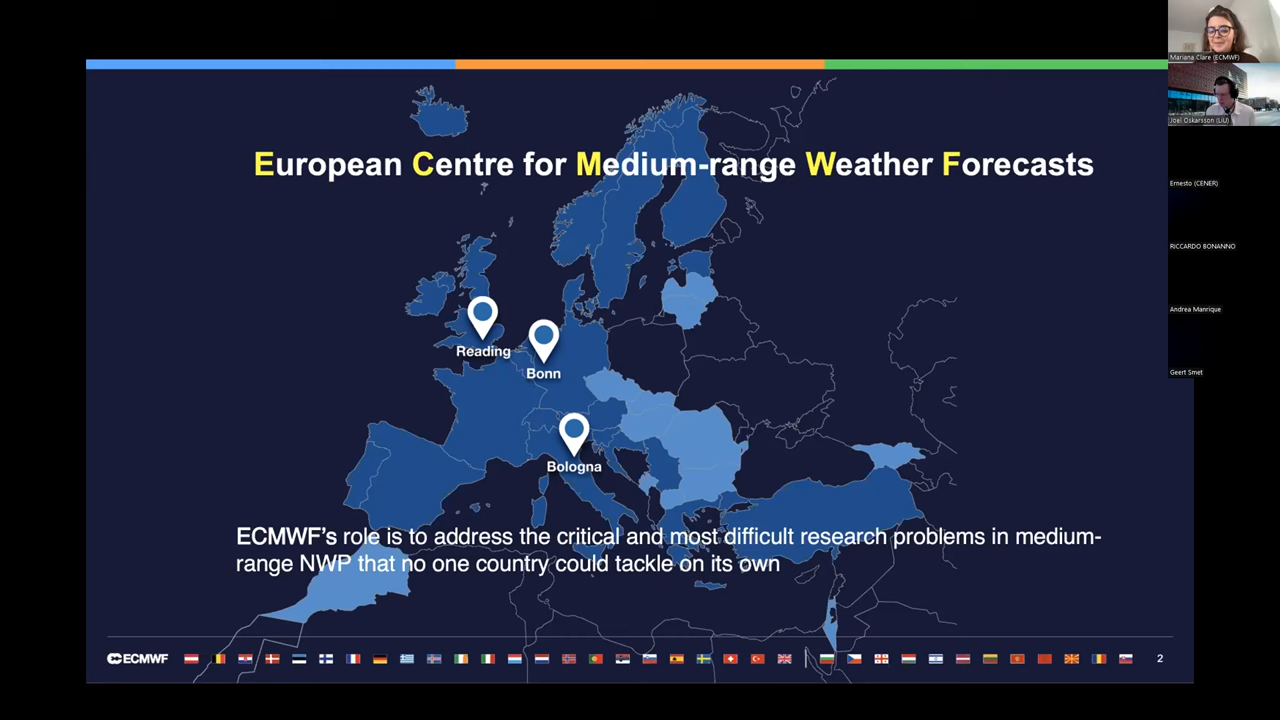 European Centre for Medium-range Weather Forecasts
Reading
Bonn
Bologna
ECMWF's role is to address the critical and most difficult research problems in medium-
range NWP that no one country could tackle on its own
ECMWF
2
Mariana Clare (ECMWF)
Joel Oskarsson (LiU)
Ernesto (CENER)
RICCARDO BONANNO
Andrea Manrique
Geert Smet